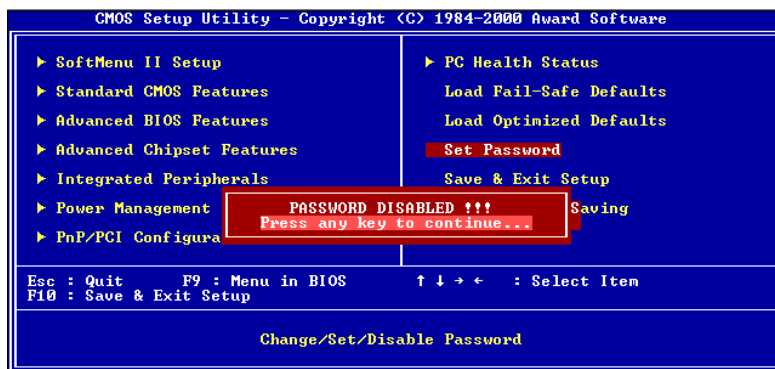 CMOS Setup Utility - Copyright (C) 1984-2000 Award Software
SoftMenu II Setup
Standard CMOS Features
Advanced BIOS Features
Advanced Chipset Features
Integrated Peripherals
Power Management
PnP/PCI Configura
PC Health Status
Load Fail-Safe Defaults
Load Optimized Defaults
Set Password
Save & Exit Setup
Saving
PASSWORD DISABLED !!!
Press any key to continue...
Esc : Quit F9 : Menu in BIOS ↑ ↓ → ← : Select Item
F10 : Save & Exit Setup
Change/Set/Disable Password